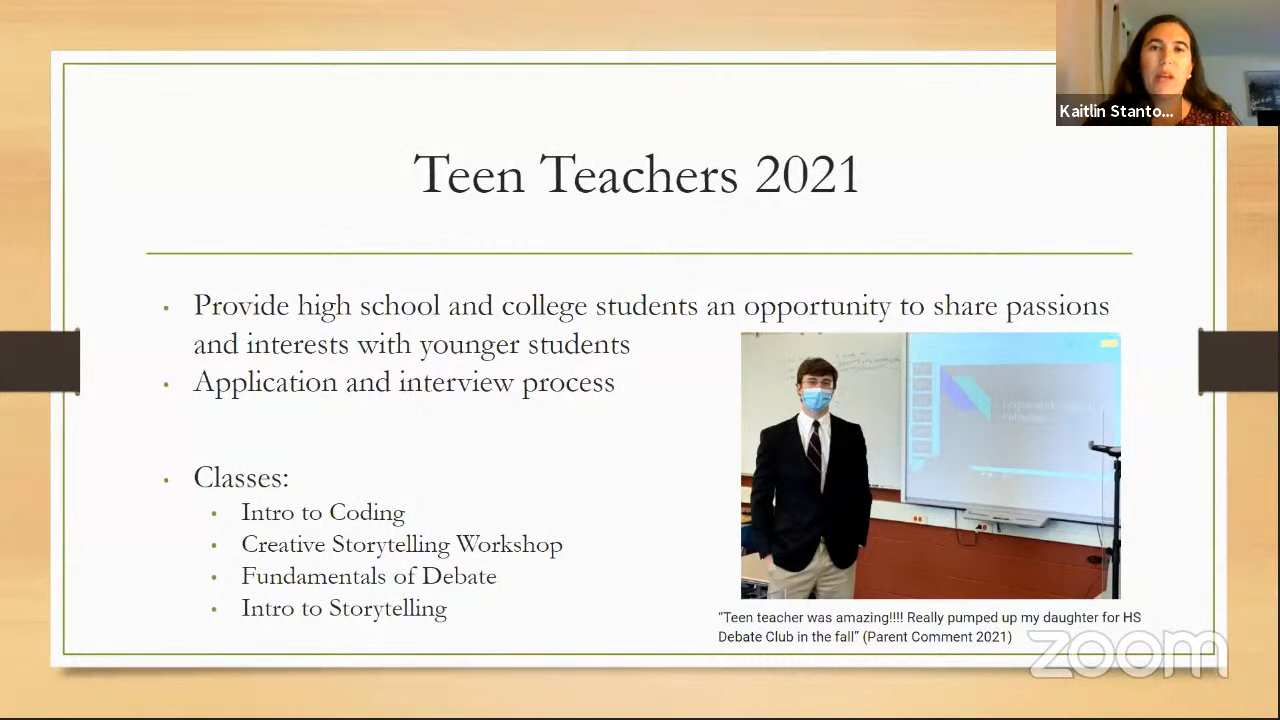 Kaitlin Stanto...
Teen Teachers 2021
• Provide high school and college students an opportunity to share passions
and interests with younger students
• Application and interview process
• Classes:
• Intro to Coding
• Creative Storytelling Workshop
• Fundamentals of Debate
• Intro to Storytelling
“Teen teacher was amazing!!!! Really pumped up my daughter for HS
Debate Club in the fall” (Parent Comment 2021)
zoom